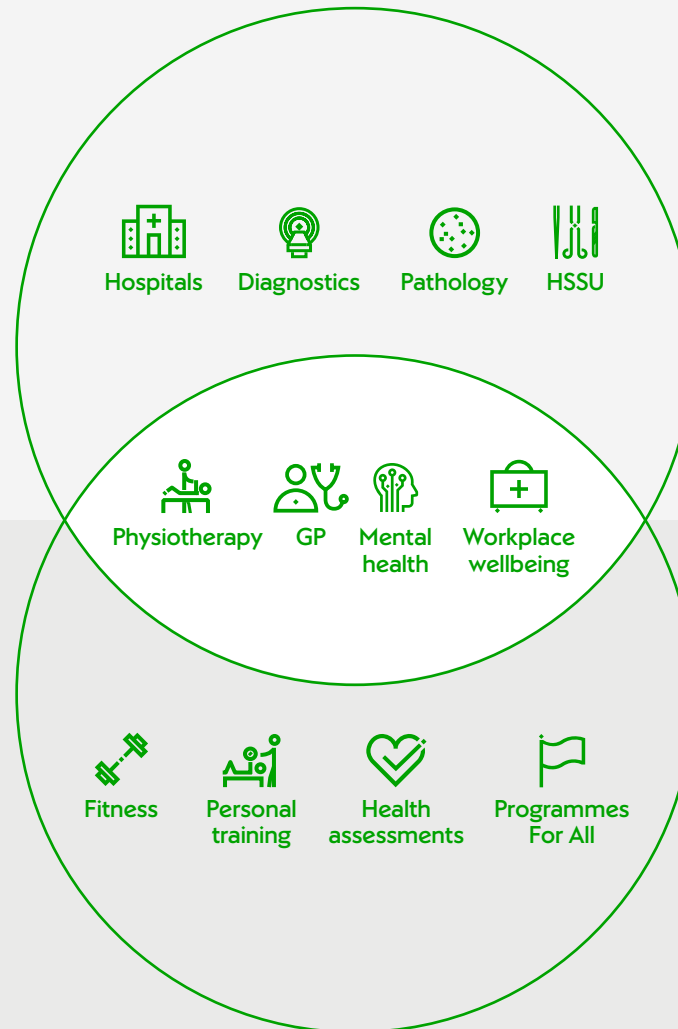 Hospitals
Diagnostics
Pathology
HSSU
Physiotherapy
GP
Mental
health
Workplace
wellbeing
Fitness
Personal
training
Health
assessments
Programmes
For All